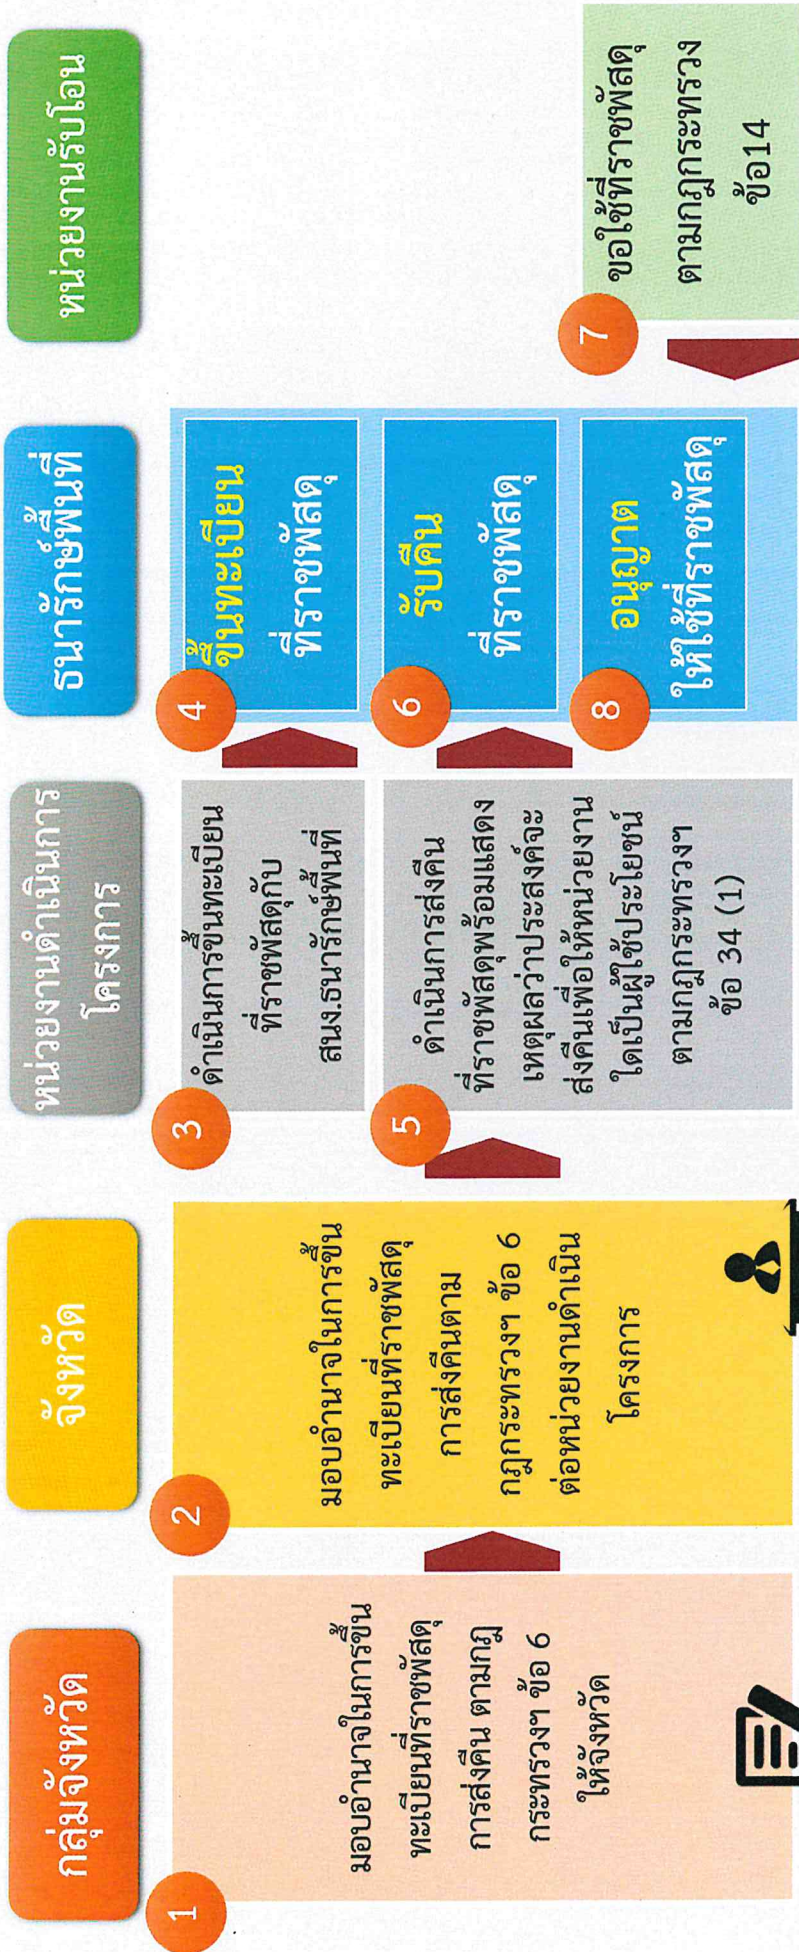 กลุ่มจังหวัด
1
มอบอำนาจในการขึ้น
ทะเบียนที่ราชพัสดุ
การส่งคืน ตามกฎ
กระทรวงฯ ข้อ 6
ให้จังหวัด
จังหวัด
2
มอบอำนาจในการขึ้น
ทะเบียนที่ราชพัสดุ
การส่งคืนตาม
กฎกระทรวงฯ ข้อ 6
ต่อหน่วยงานดำเนิน
โครงการ
หน่วยงานดำเนินการ
โครงการ
3
ดำเนินการขึ้นทะเบียน
ที่ราชพัสดุกับ
สนง.ธนารักษ์พื้นที่
5
ดำเนินการส่งคืน
ที่ราชพัสดุพร้อมแสดง
เหตุผลว่าประสงค์จะ
ส่งคืนเพื่อให้หน่วยงาน
ใดเป็นผู้ใช้ประโยชน์
ตามกฎกระทรวงฯ
ข้อ 34 (1)
ธนารักษ์พื้นที่
4
ขึ้นทะเบียน
ที่ราชพัสดุ
6
รับคืน
ที่ราชพัสดุ
8
อนุญาต
ให้ใช้ที่ราชพัสดุ
หน่วยงานรับโอน
7
ขอใช้ที่ราชพัสดุ
ตามกฎกระทรวง
ข้อ14